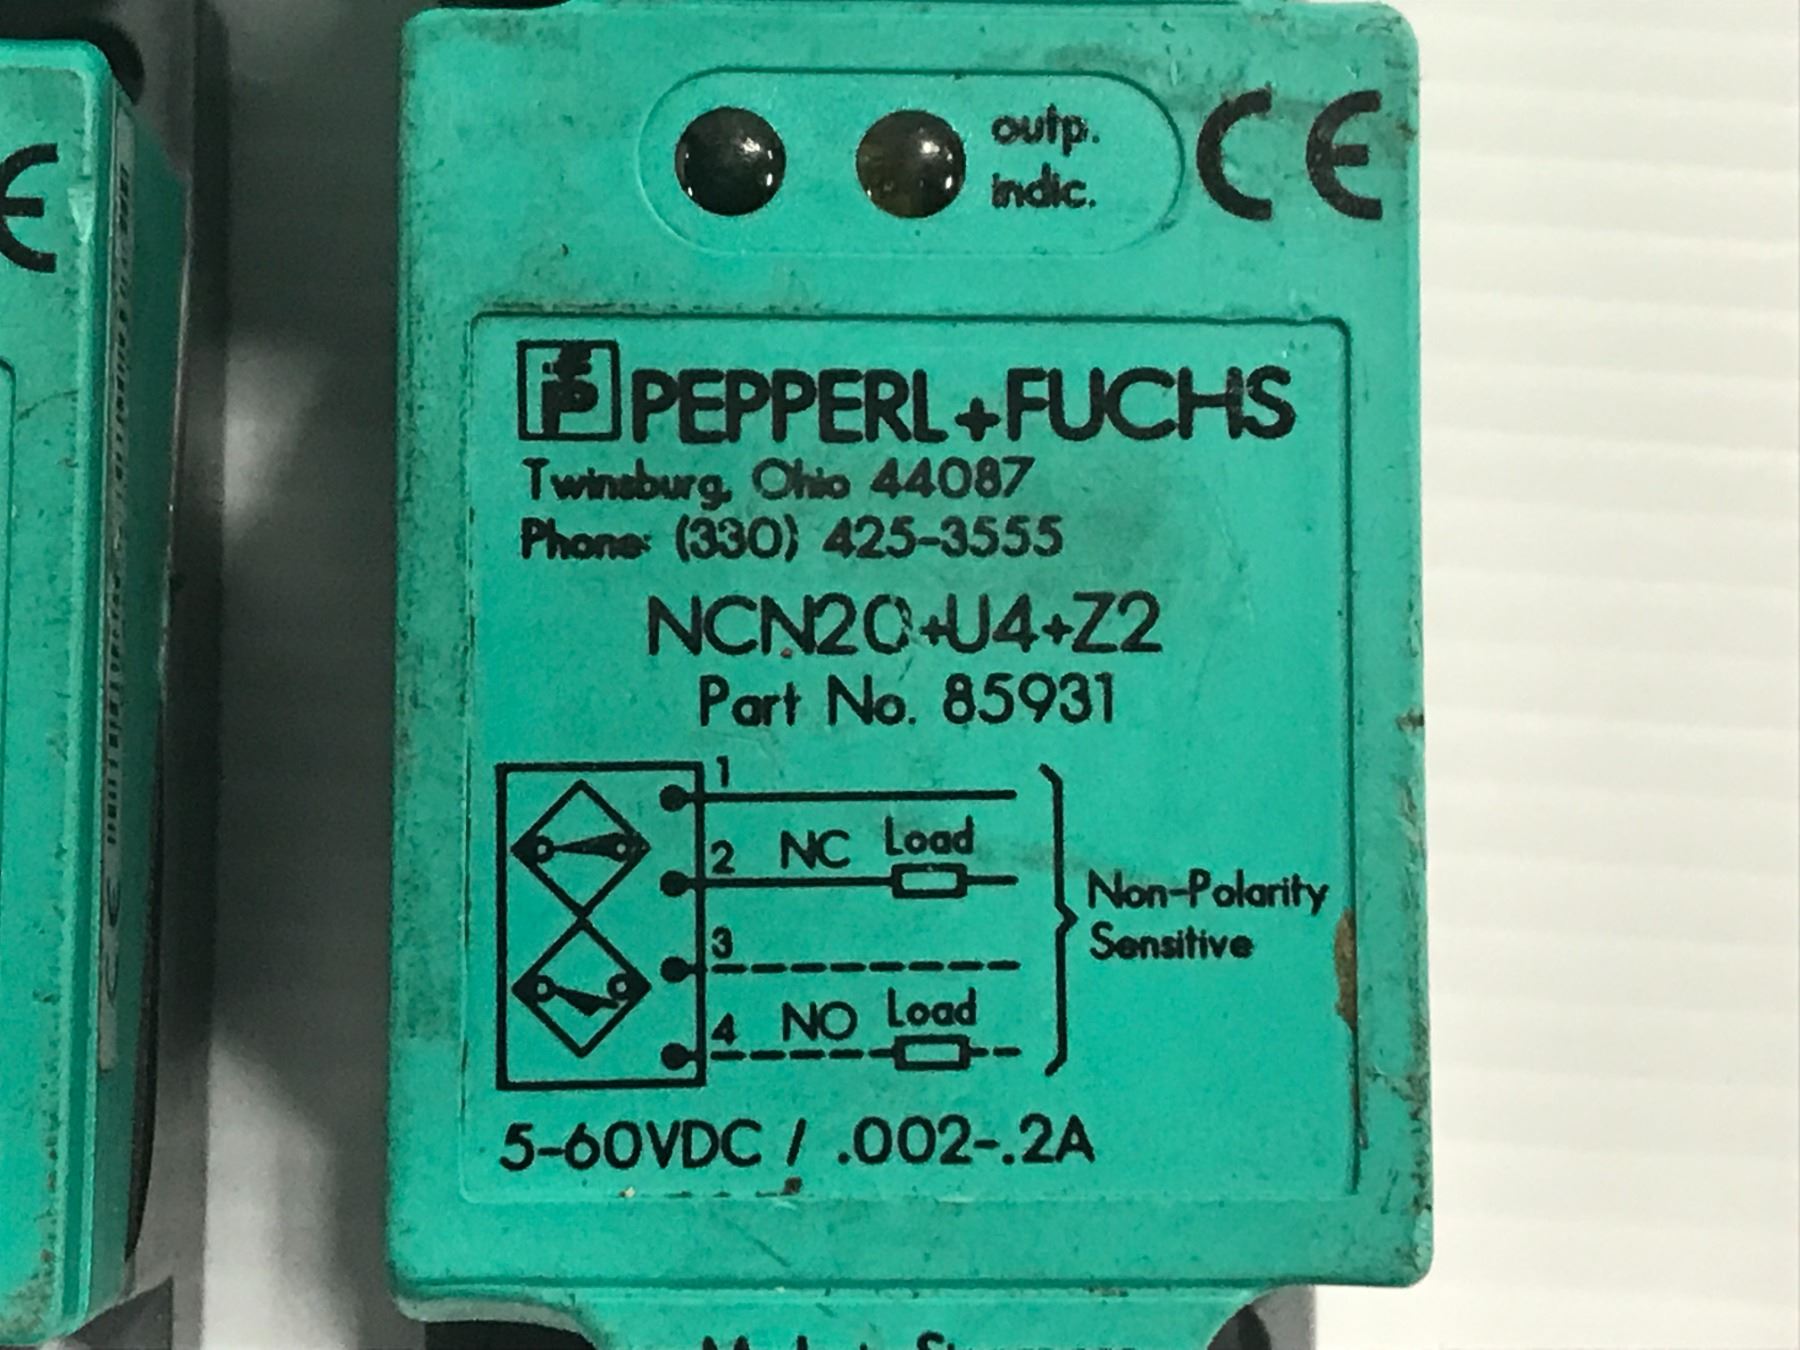 outp.
indic.
CE
PEPPERL+FUCHS
Twinsburg, Ohio 44087
Phone: (330) 425-3555
NCN20+U4+Z2
Part No. 85931
1
2 NC Load
3
4 NO Load
Non-Polarity
Sensitive
5-60VDC / .002-.2A